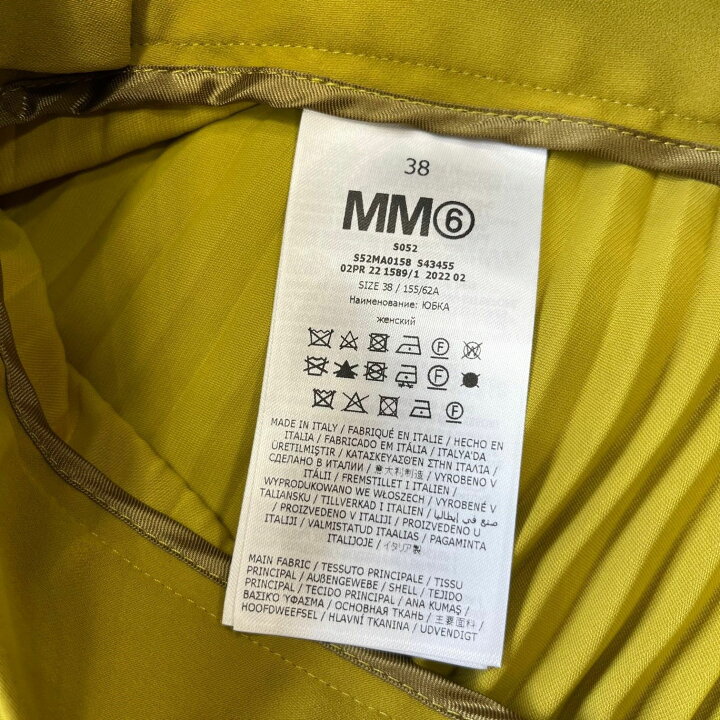 38
MM⑥
S052
S52MA0158 S43455
02PR 22 1589/1 2022 02
SIZE 38 / 155/62A
Наименование: ЮБКА
женский
F
F
F
MADE IN ITALY / FABRIQUÉ EN ITALIE / HECHO EN
ITALIA / FABRICADO EM ITÁLIA / ITALYA'DA
ÜRETILMIŞTIR / ΚΑΤΑΣΚΕΥΑΣΘΕΝ ΣΤΗΝ ΙΤΑΛΙΑ /
СДЕЛАНО В ИТАЛИИ / 意大利制造 / VYROBENO V
ITÁLII / FREMSTILLET I ITALIEN /
WYPRODUKOWANO WE WŁOSZECH / VYROBENÉ V
TALIANSKU / TILLVERKAD I ITALIEN /
صنع في إيطاليا / PROIZVEDENO V ITALIJI / PROIZVEDENO U
ITALIJI / VALMISTATUD ITAALIAS / PAGAMINTA
ITALIJOJE / イタリア製
MAIN FABRIC / TESSUTO PRINCIPALE / TISSU
PRINCIPAL / AUßENGEWEBE / SHELL / TEJIDO
PRINCIPAL / TECIDO PRINCIPAL / ANA KUMAŞ /
ΒΑΣΙΚΌ ΎΦΑΣΜΑ / ОСНОВНАЯ ТКАНЬ / 主要面料 /
HOOFDWEEFSEL / HLAVNÍ TKANINA / UDVENDIGT